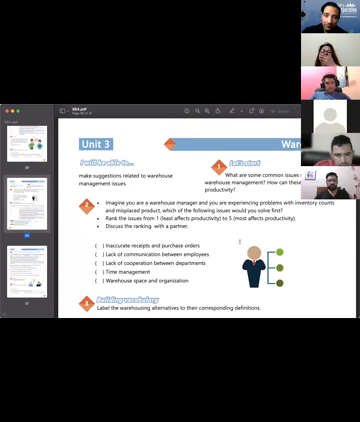 Unit 3
I will be able to...
make suggestions related to warehouse
management issues.
1
Let's start
What are some common issues
warehouse management? How can these
productivity?
2
• Imagine you are a warehouse manager and you are experiencing problems with inventory counts
and misplaced product, which of the following issues would you solve first?
• Rank the issues from 1 (least affects productivity) to 5 (most affects productivity).
• Discuss the ranking with a partner.
( ) Inaccurate receipts and purchase orders
( ) Lack of communication between employees
( ) Lack of cooperation between departments
( ) Time management
( ) Warehouse space and organization
3
Building vocabulary
Label the warehousing alternatives to their corresponding definitions.